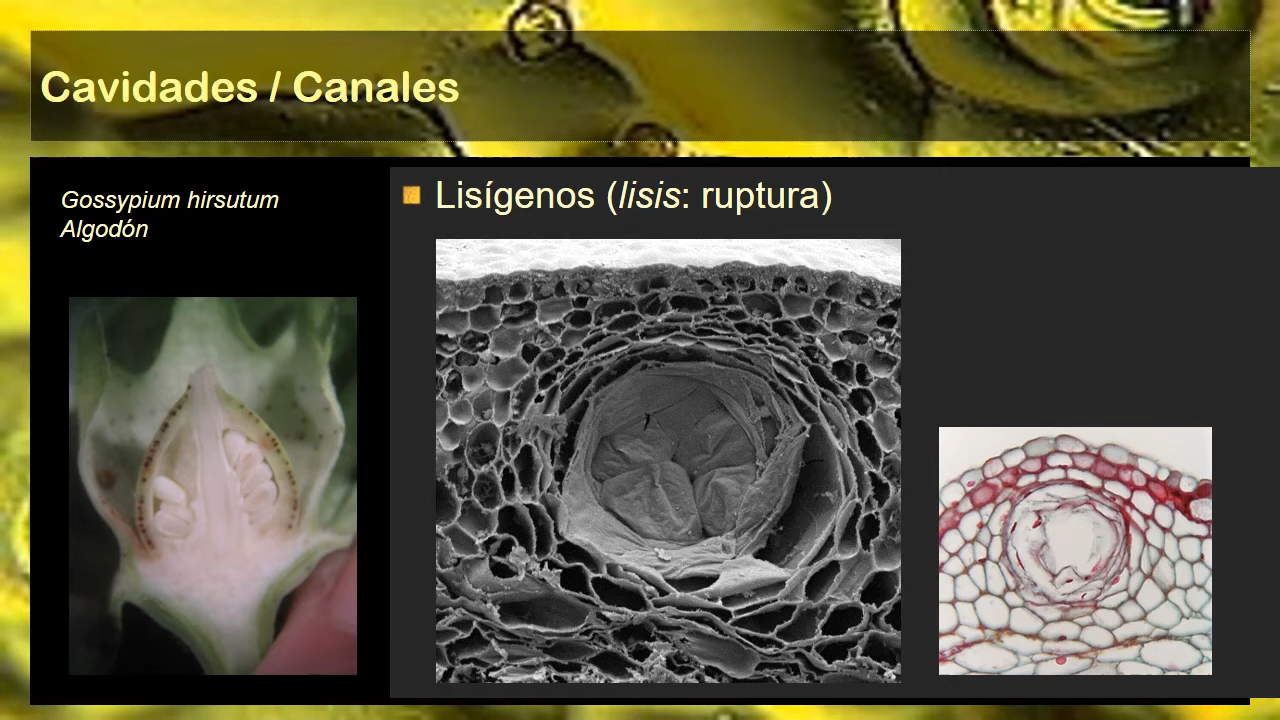 Cavidades / Canales
Gossypium hirsutum
Algodón
Lisígenos (lisis: ruptura)